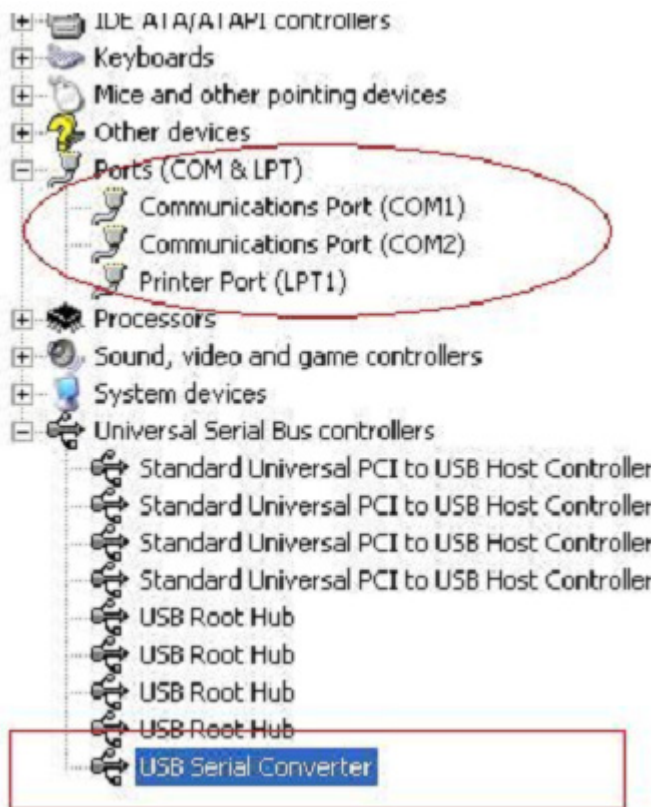 IDE ATA/ATAPI controllers
Keyboards
Mice and other pointing devices
Other devices
Ports (COM & LPT)
Communications Port (COM1)
Communications Port (COM2)
Printer Port (LPT1)
Processors
Sound, video and game controllers
System devices
Universal Serial Bus controllers
Standard Universal PCI to USB Host Controller
Standard Universal PCI to USB Host Controller
Standard Universal PCI to USB Host Controller
Standard Universal PCI to USB Host Controller
USB Root Hub
USB Root Hub
USB Root Hub
USB Root Hub
USB Serial Converter